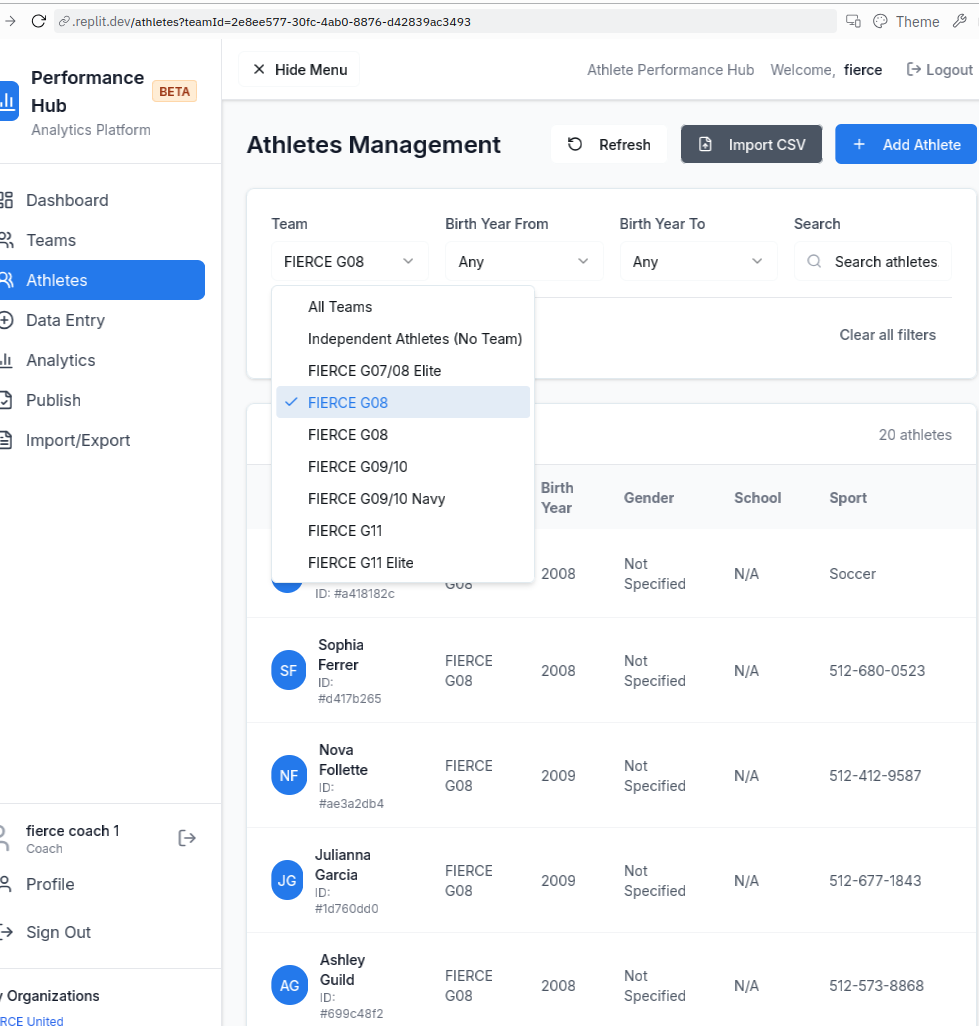 .replit.dev/athletes?teamId=2e8ee577-30fc-4ab0-8876-d42839ac3493
Theme
Performance
Hub
BETA
Analytics Platform
Hide Menu
Athlete Performance Hub
Welcome, fierce
Logout
Dashboard
Teams
Athletes
Data Entry
Analytics
Publish
Import/Export
fierce coach 1
Coach
Profile
Sign Out
Organizations
RCE United
Athletes Management
Refresh
Import CSV
Add Athlete
Team
Birth Year From
Birth Year To
Search
FIERCE G08
Any
Any
Search athletes.
All Teams
Independent Athletes (No Team)
FIERCE G07/08 Elite
FIERCE G08
FIERCE G08
FIERCE G09/10
FIERCE G09/10 Navy
FIERCE G11
FIERCE G11 Elite
Clear all filters
20 athletes
Birth
Year
Gender
School
Sport
ID: #a418182c
G08
2008
Not
Specified
N/A
Soccer
SF
Sophia
Ferrer
ID:
#d417b265
FIERCE
G08
2008
Not
Specified
N/A
512-680-0523
NF
Nova
Follette
ID:
#ae3a2db4
FIERCE
G08
2009
Not
Specified
N/A
512-412-9587
JG
Julianna
Garcia
ID:
#1d760dd0
FIERCE
G08
2009
Not
Specified
N/A
512-677-1843
AG
Ashley
Guild
ID:
#699c48f2
FIERCE
G08
2008
Not
Specified
N/A
512-573-8868